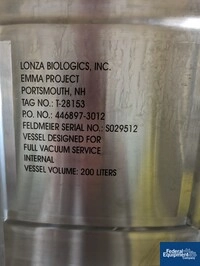 LONZA BIOLOGICS, INC.
EMMA PROJECT
PORTSMOUTH, NH
TAG NO.: T-28153
P.O. NO.: 446897-3012
FELDMEIER SERIAL NO.: S029512
VESSEL DESIGNED FOR
FULL VACUUM SERVICE
INTERNAL
VESSEL VOLUME: 200 LITERS
Federal
Equipment
Company